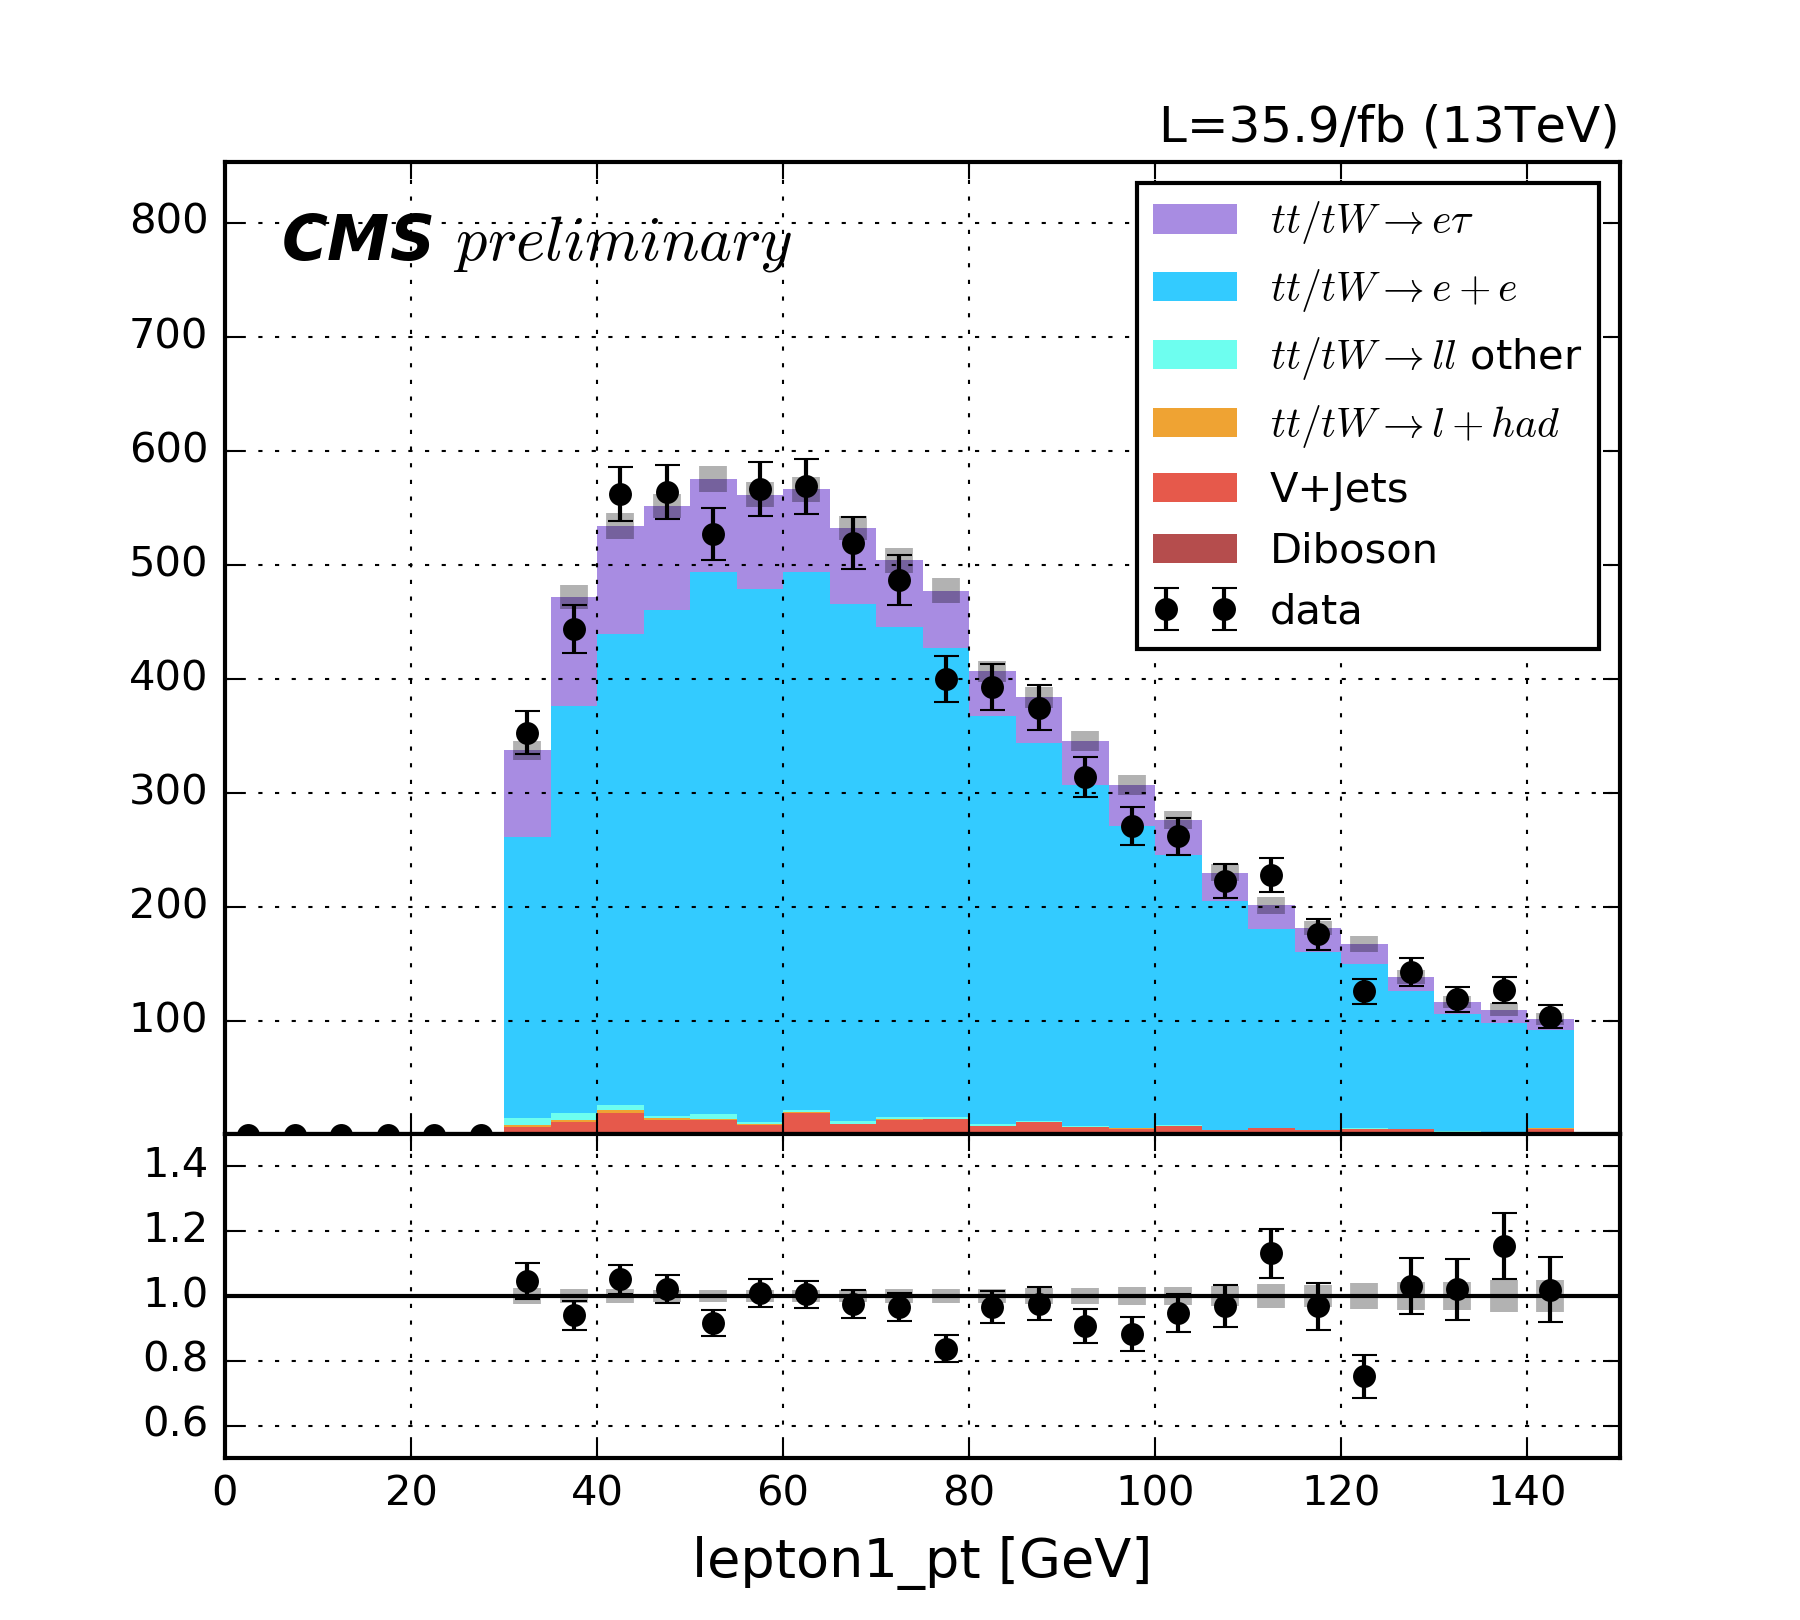 L=35.9/fb (13TeV)
CMS preliminary
800
700
600
500
400
300
200
100
tt/tW→eτ
tt/tW→e+e
tt/tW→ll other
tt/tW→l+had
V+Jets
Diboson
data
1.4
1.2
1.0
0.8
0.6
0 20 40 60 80 100 120 140
lepton1_pt [GeV]